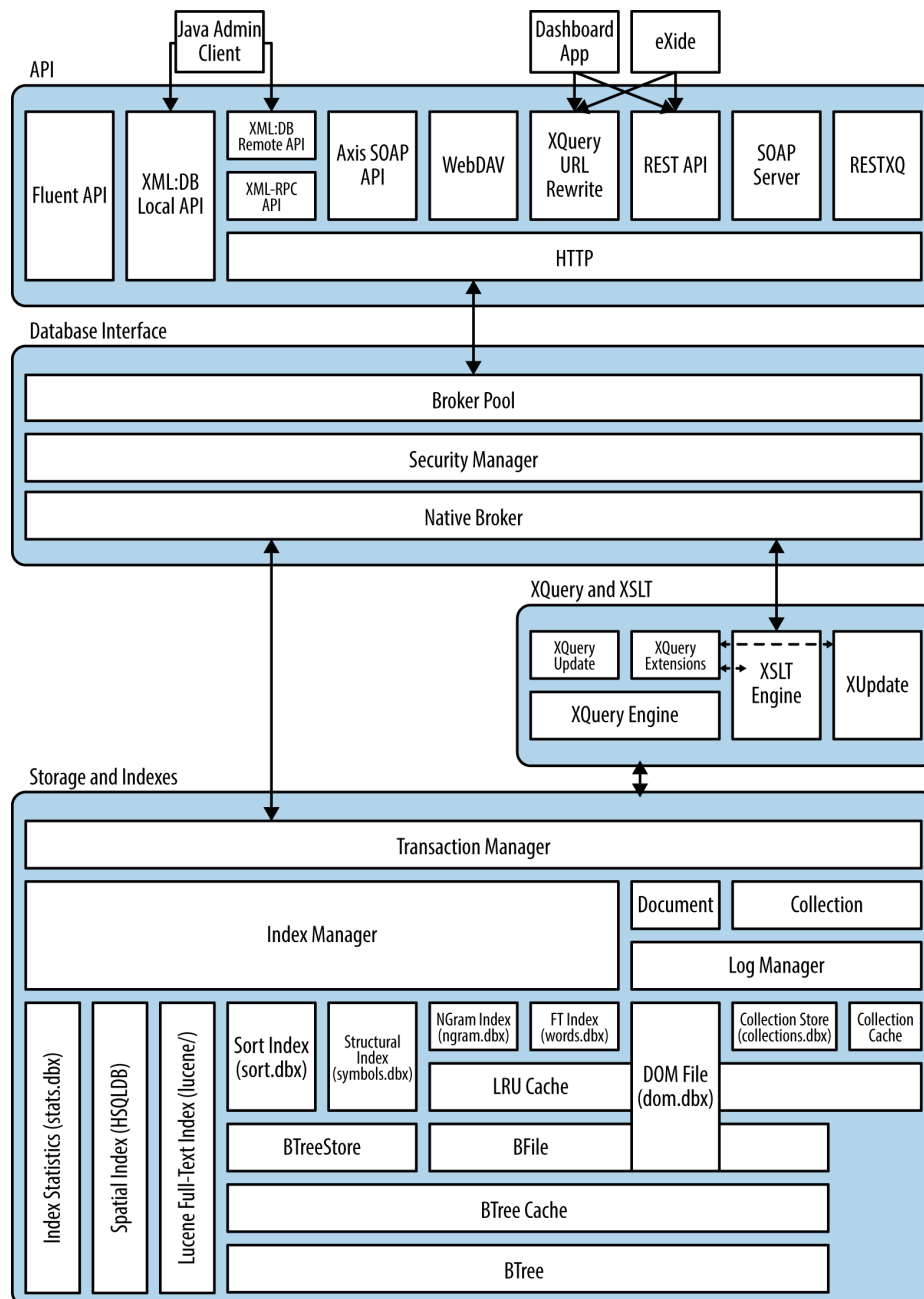 Java Admin
Client
Dashboard
App
eXide
API
Fluent API
XML:DB
Local API
XML:DB
Remote API
XML-RPC
API
Axis SOAP
API
WebDAV
XQuery
URL
Rewrite
REST API
SOAP
Server
RESTXQ
HTTP
Database Interface
Broker Pool
Security Manager
Native Broker
XQuery and XSLT
XQuery
Update
XQuery
Extensions
XQuery Engine
XSLT
Engine
XUpdate
Storage and Indexes
Transaction Manager
Index Manager
Document
Collection
Log Manager
Index Statistics (stats.dbx)
Spatial Index (HSQLDB)
Lucene Full-Text Index (lucene/)
Sort Index
(sort.dbx)
Structural
Index
(symbols.dbx)
NGram Index
(ngram.dbx)
FT Index
(words.dbx)
DOM File
(dom.dbx)
Collection Store
(collections.dbx)
Collection
Cache
LRU Cache
BTreeStore
BFile
BTree Cache
BTree